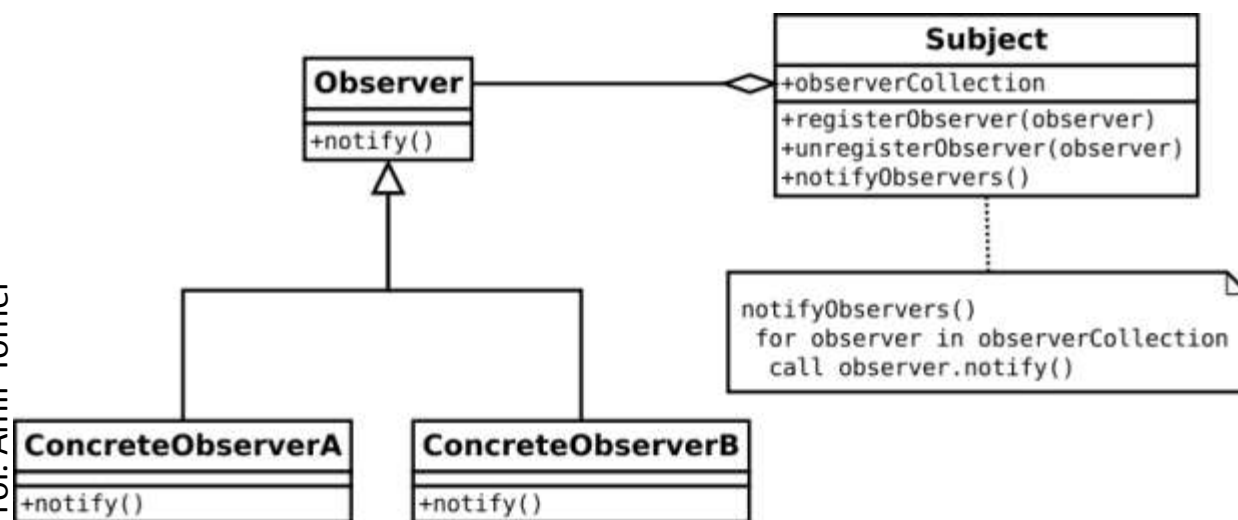 Subject
+observerCollection
+registerObserver(observer)
+unregisterObserver(observer)
+notifyObservers()
Observer
+notify()
notifyObservers()
for observer in observerCollection
call observer.notify()
ConcreteObserverA
+notify()
ConcreteObserverB
+notify()
Amir